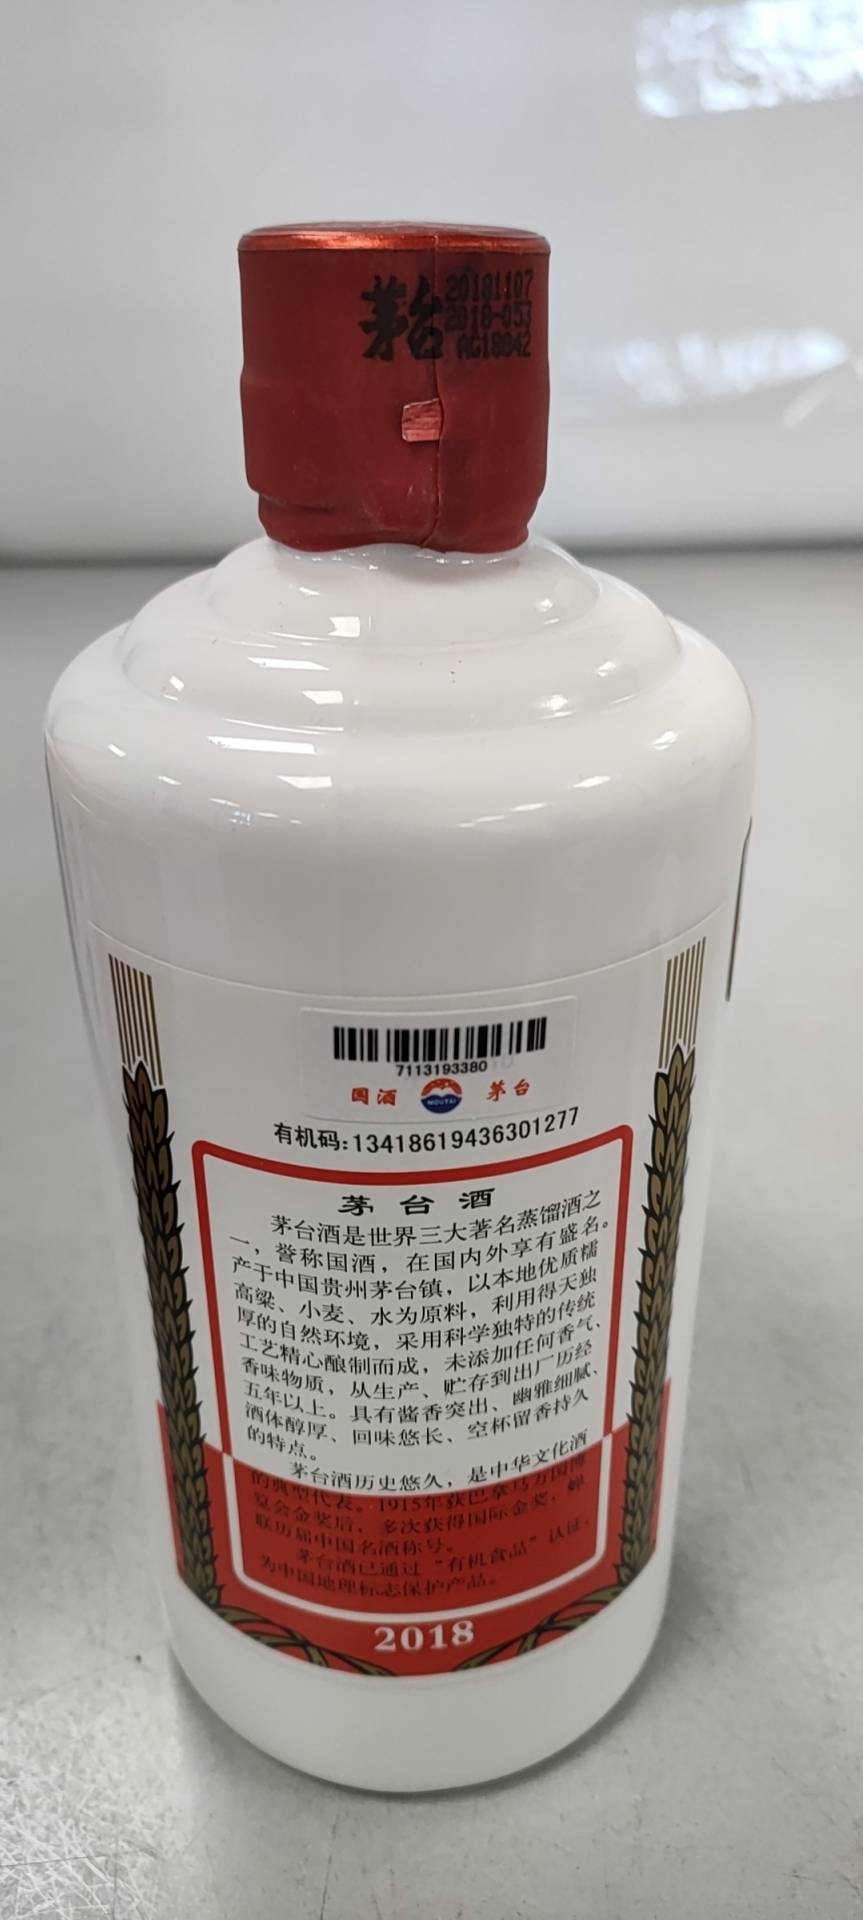 茅台
20181107
2018-053
AC18042
7113193380
国酒 MOUTAI 茅台
有机码:13418619436301277
茅台酒
茅台酒是世界三大著名蒸馏酒之
一，誉称国酒，在国内外享有盛名。
产于中国贵州茅台镇，以本地优质糯
高粱、小麦、水为原料，利用得天独
厚的自然环境，采用科学独特的传统
工艺精心酿制而成，未添加任何香气、
香味物质，从生产、贮存到出厂历经
五年以上。具有酱香突出、幽雅细腻、
酒体醇厚、回味悠长、空杯留香持久
的特点。
茅台酒历史悠久，是中华文化酒
的典型代表。1915年获巴拿马万国博
览会金奖后，多次获得国际金奖，蝉
联历届中国名酒称号。
茅台酒已通过“有机食品”认证、
为中国地理标志保护产品。
2018